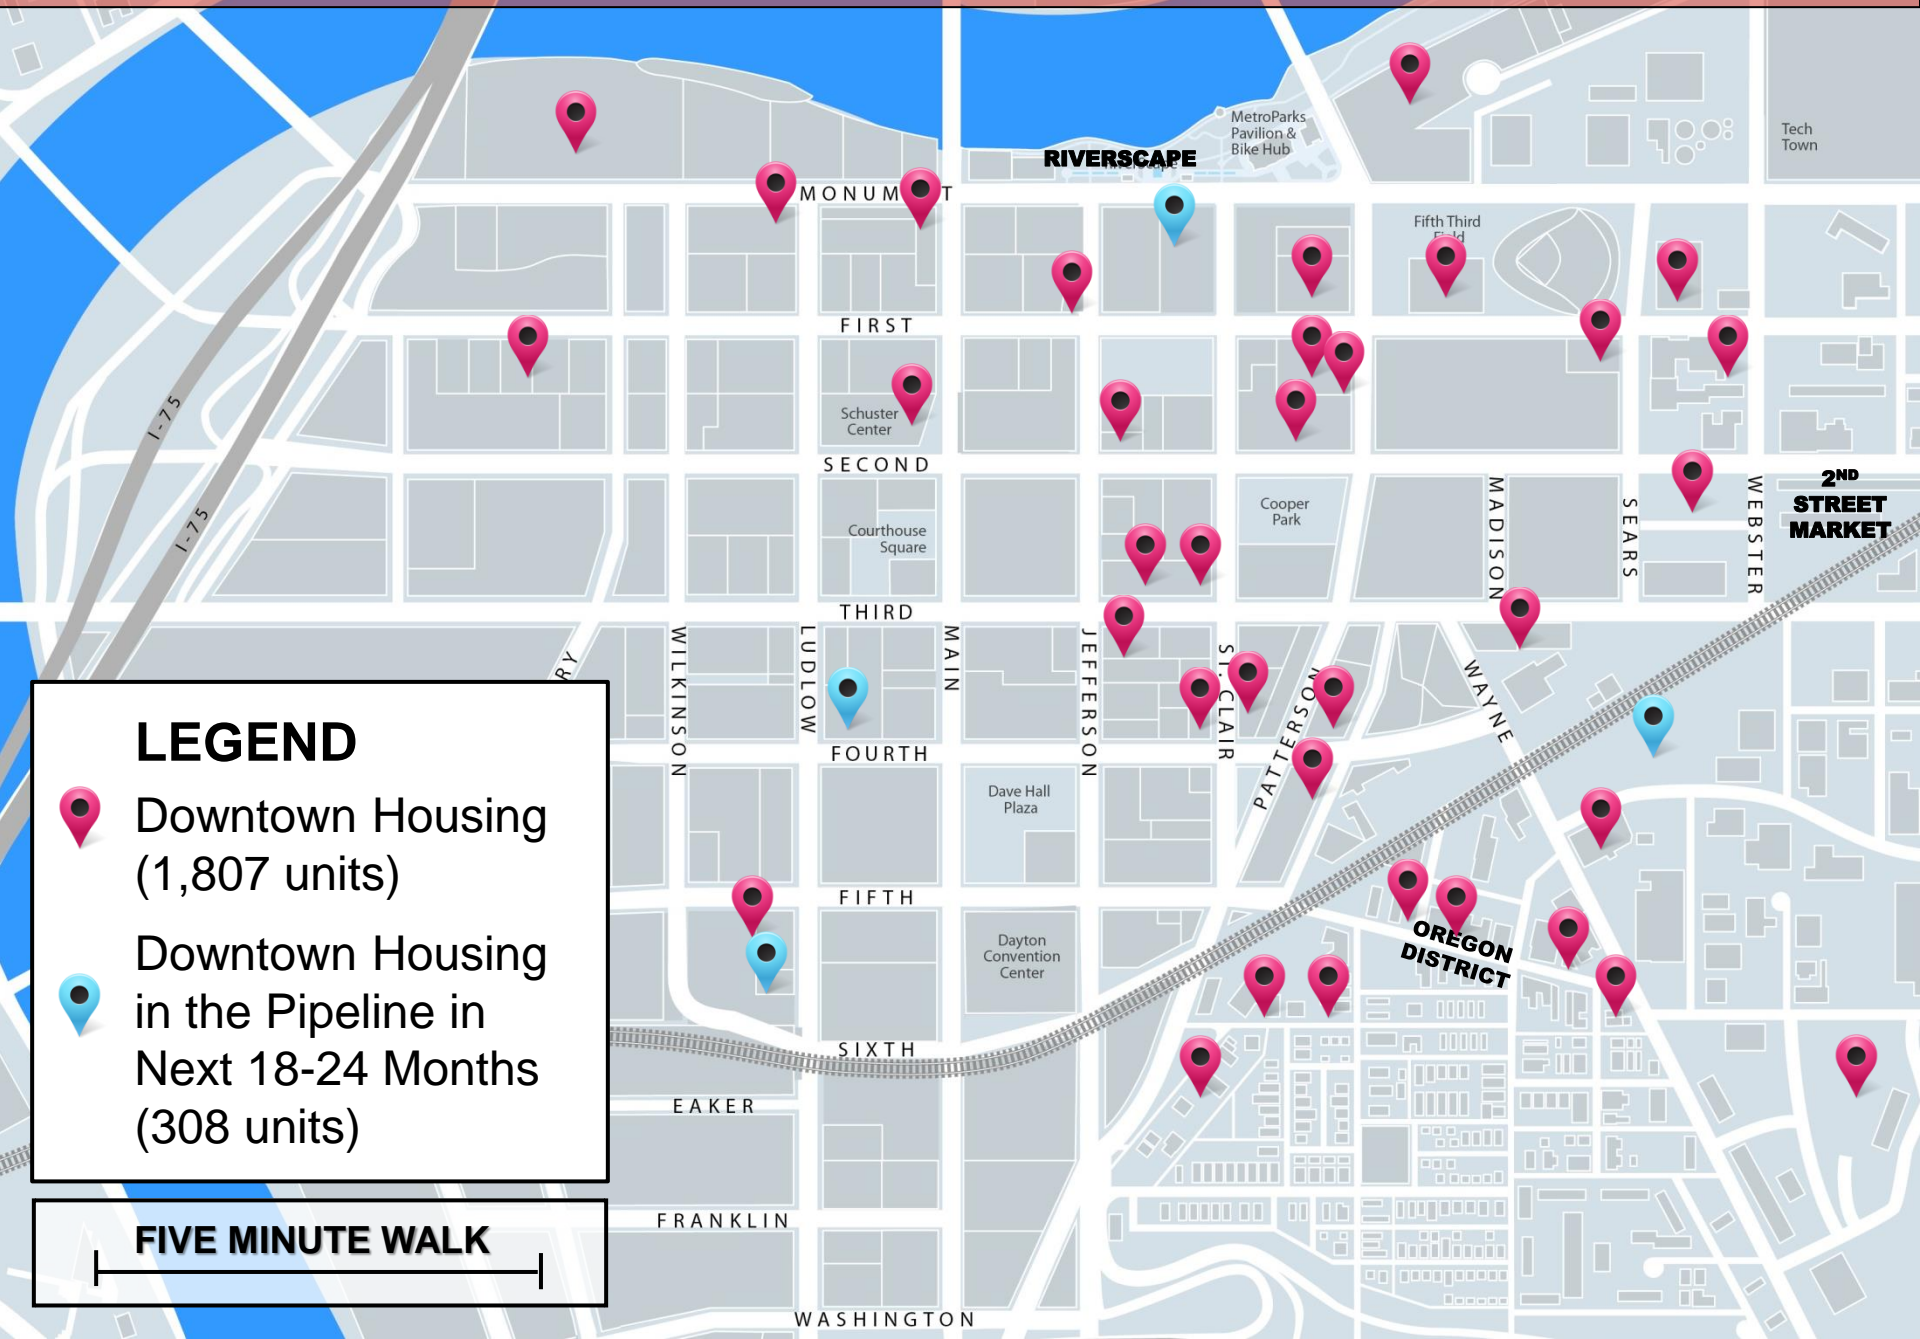 MetroParks
Pavilion &
Bike Hub
Tech
Town
RIVERSCAPE
MONUM T
Fifth Third
FIRST
Schuster
Center
SECOND
2ND
STREET
MARKET
Cooper
Park
Courthouse
Square
MADISON
SEARS
WEBSTER
I-75
I-75
THIRD
RY
WILKINSON
LUDLOW
MAIN
JEFFERSON
ST. CLAIR
PATTERSON
WAYNE
FOURTH
Dave Hall
Plaza
FIFTH
Dayton
Convention
Center
OREGON
DISTRICT
SIXTH
EAKER
FRANKLIN
WASHINGTON
LEGEND
Downtown Housing
(1,807 units)
Downtown Housing
in the Pipeline in
Next 18-24 Months
(308 units)
FIVE MINUTE WALK